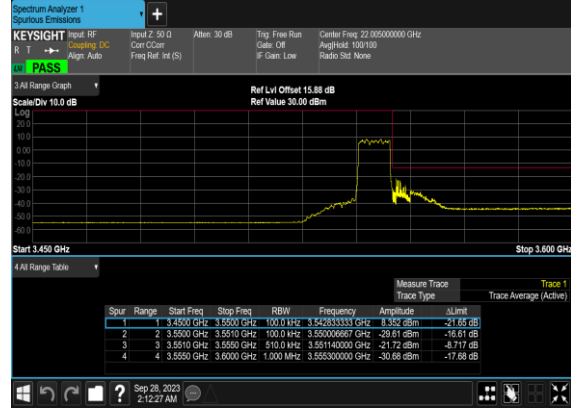 Spectrum Analyzer 1
Spurious Emissions
+
KEYSIGHT Input: RF Input Z: 50 Ω Atten: 30 dB Trig: Free Run Center Freq: 22.005000000 GHz
R T Coupling: DC Corr CCorr Gate: Off Avg|Hold: 100/100
Align: Auto Freq Ref: Int (S) IF Gain: Low Radio Std: None
PASS
3 All Range Graph Ref Lvl Offset 15.88 dB
Scale/Div 10.0 dB Ref Value 30.00 dBm
Log
20.0
10.0
0.00
-10.0
-20.0
-30.0
-40.0
-50.0
-60.0
Start 3.450 GHz Stop 3.600 GHz
4 All Range Table
Measure Trace Trace 1
Trace Type Trace Average (Active)
Spur Range Start Freq Stop Freq RBW Frequency Amplitude ΔLimit
1 1 3.4500 GHz 3.5500 GHz 100.0 kHz 3.542833333 GHz 8.352 dBm -21.65 dB
2 2 3.5500 GHz 3.5510 GHz 100.0 kHz 3.550006667 GHz -29.61 dBm -16.61 dB
3 3 3.5510 GHz 3.5550 GHz 510.0 kHz 3.551140000 GHz -21.72 dBm -8.717 dB
4 4 3.5550 GHz 3.6000 GHz 1.000 MHz 3.555300000 GHz -30.68 dBm -17.68 dB
? Sep 28, 2023
2:12:27 AM